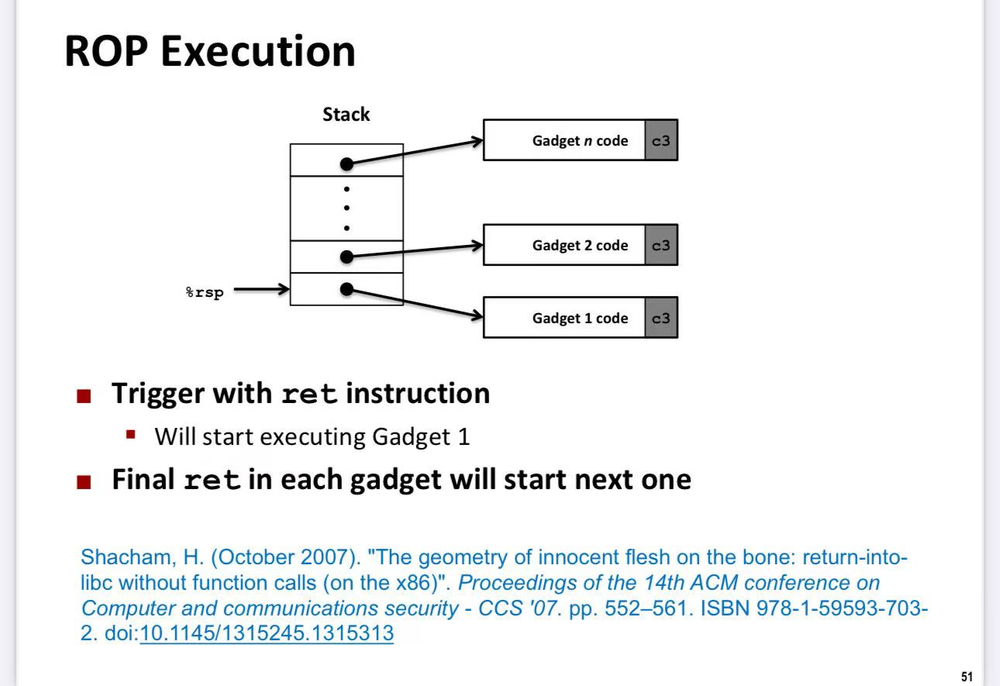 ROP Execution
Stack
Gadget n code c3
Gadget 2 code c3
%rsp
Gadget 1 code c3
Trigger with ret instruction
Will start executing Gadget 1
Final ret in each gadget will start next one
Shacham, H. (October 2007). "The geometry of innocent flesh on the bone: return-into-
libc without function calls (on the x86)". Proceedings of the 14th ACM conference on
Computer and communications security - CCS '07. pp. 552–561. ISBN 978-1-59593-703-
2. doi:10.1145/1315245.1315313
51